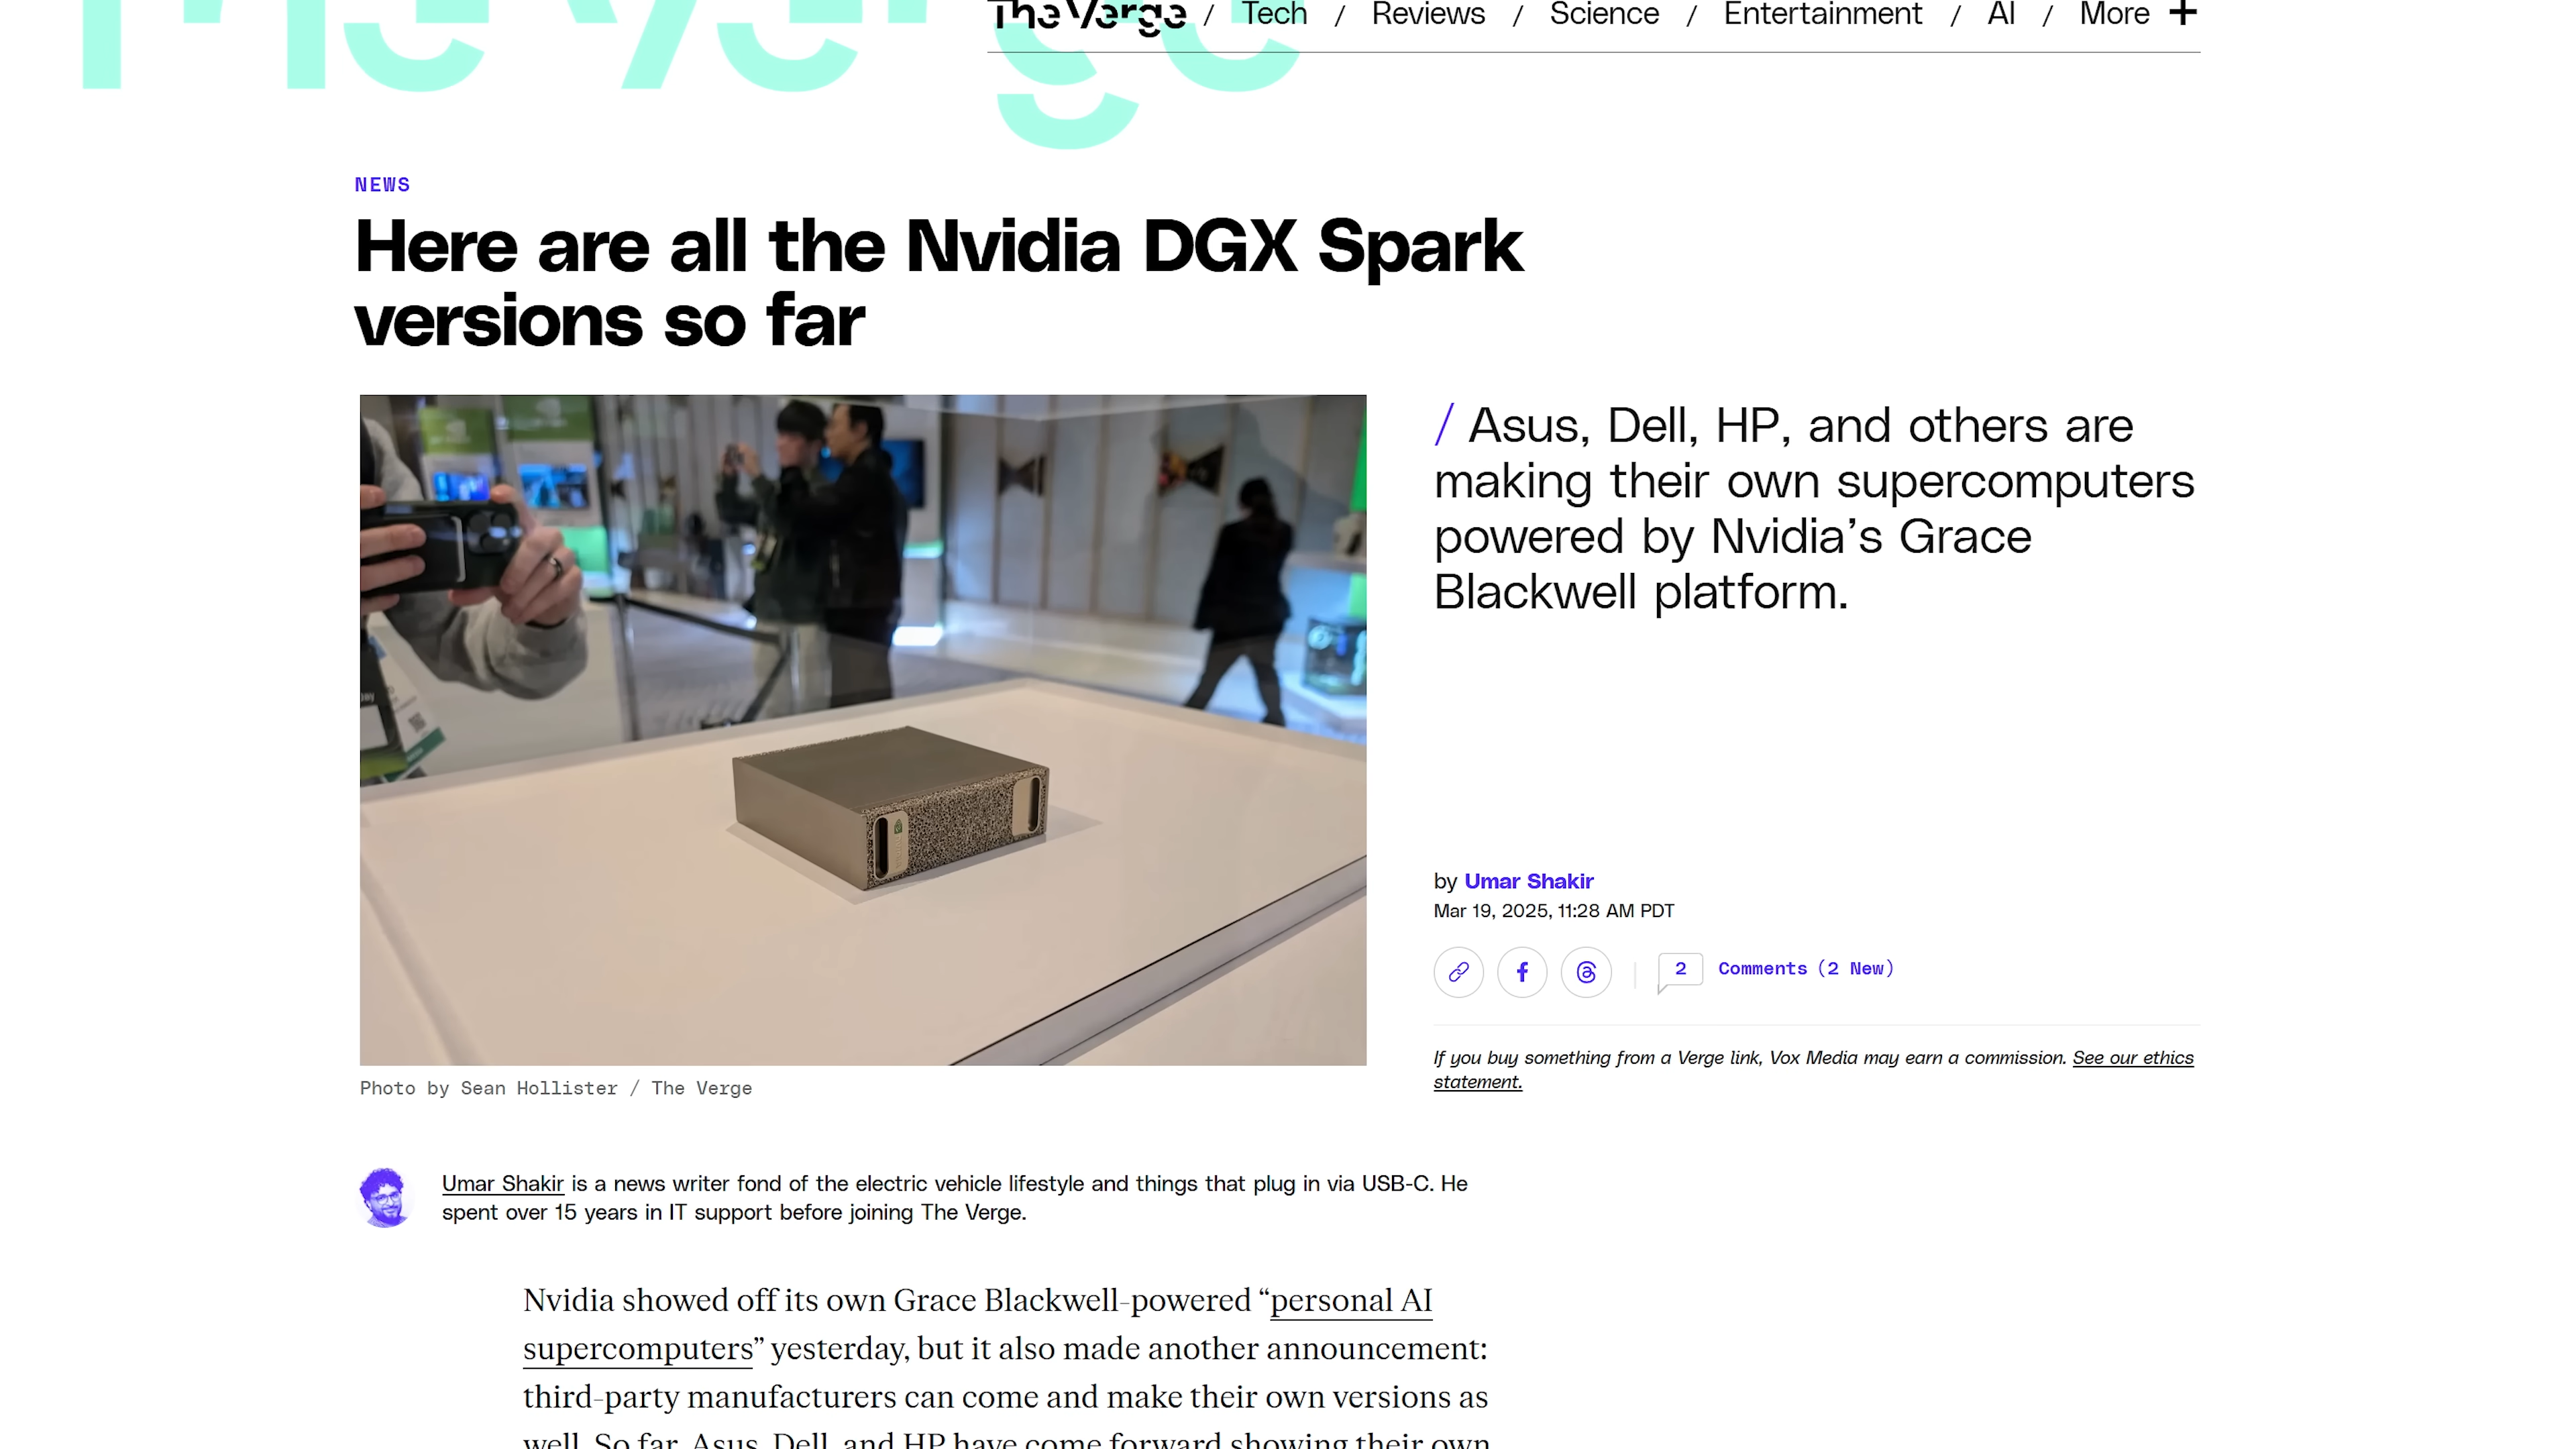 The Verge
The Verge / Tech / Reviews / Science / Entertainment / AI / More +
NEWS
Here are all the Nvidia DGX Spark
versions so far
/ Asus, Dell, HP, and others are
making their own supercomputers
powered by Nvidia’s Grace
Blackwell platform.
by Umar Shakir
Mar 19, 2025, 11:28 AM PDT
2 Comments (2 New)
If you buy something from a Verge link, Vox Media may earn a commission. See our ethics
statement.
Photo by Sean Hollister / The Verge
Umar Shakir is a news writer fond of the electric vehicle lifestyle and things that plug in via USB-C. He
spent over 15 years in IT support before joining The Verge.
Nvidia showed off its own Grace Blackwell-powered “personal AI
supercomputers” yesterday, but it also made another announcement:
third-party manufacturers can come and make their own versions as
well. So far, Asus, Dell, and HP have come forward showing their own